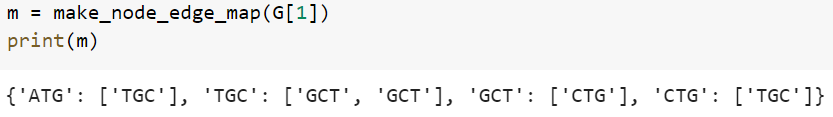 m = make_node_edge_map(G[1])
print(m)
{'ATG': ['TGC'], 'TGC': ['GCT', 'GCT'], 'GCT': ['CTG'], 'CTG': ['TGC']}